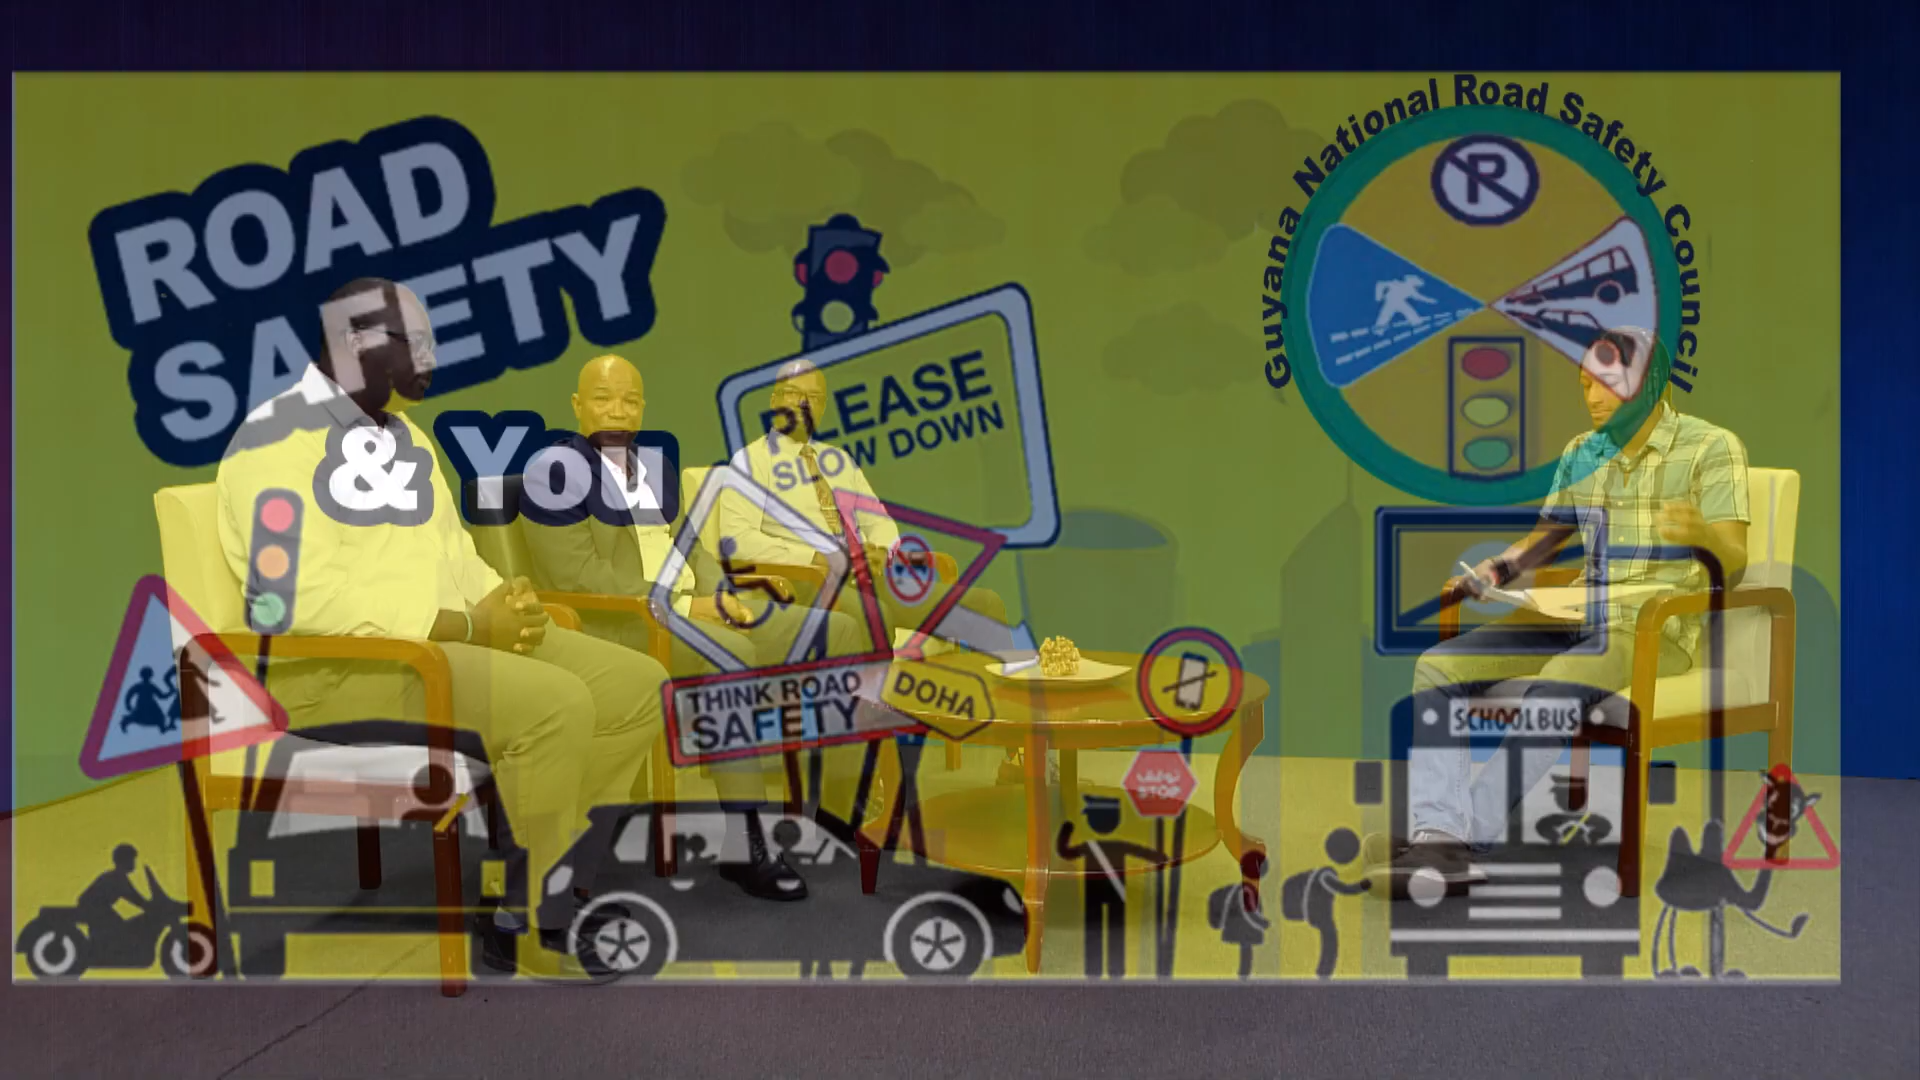 ROAD
SAFETY
& You
Guyana National Road Safety Council
P
PLEASE
SLOW DOWN
THINK ROAD
SAFETY
DOHA
SCHOOL BUS
STOP